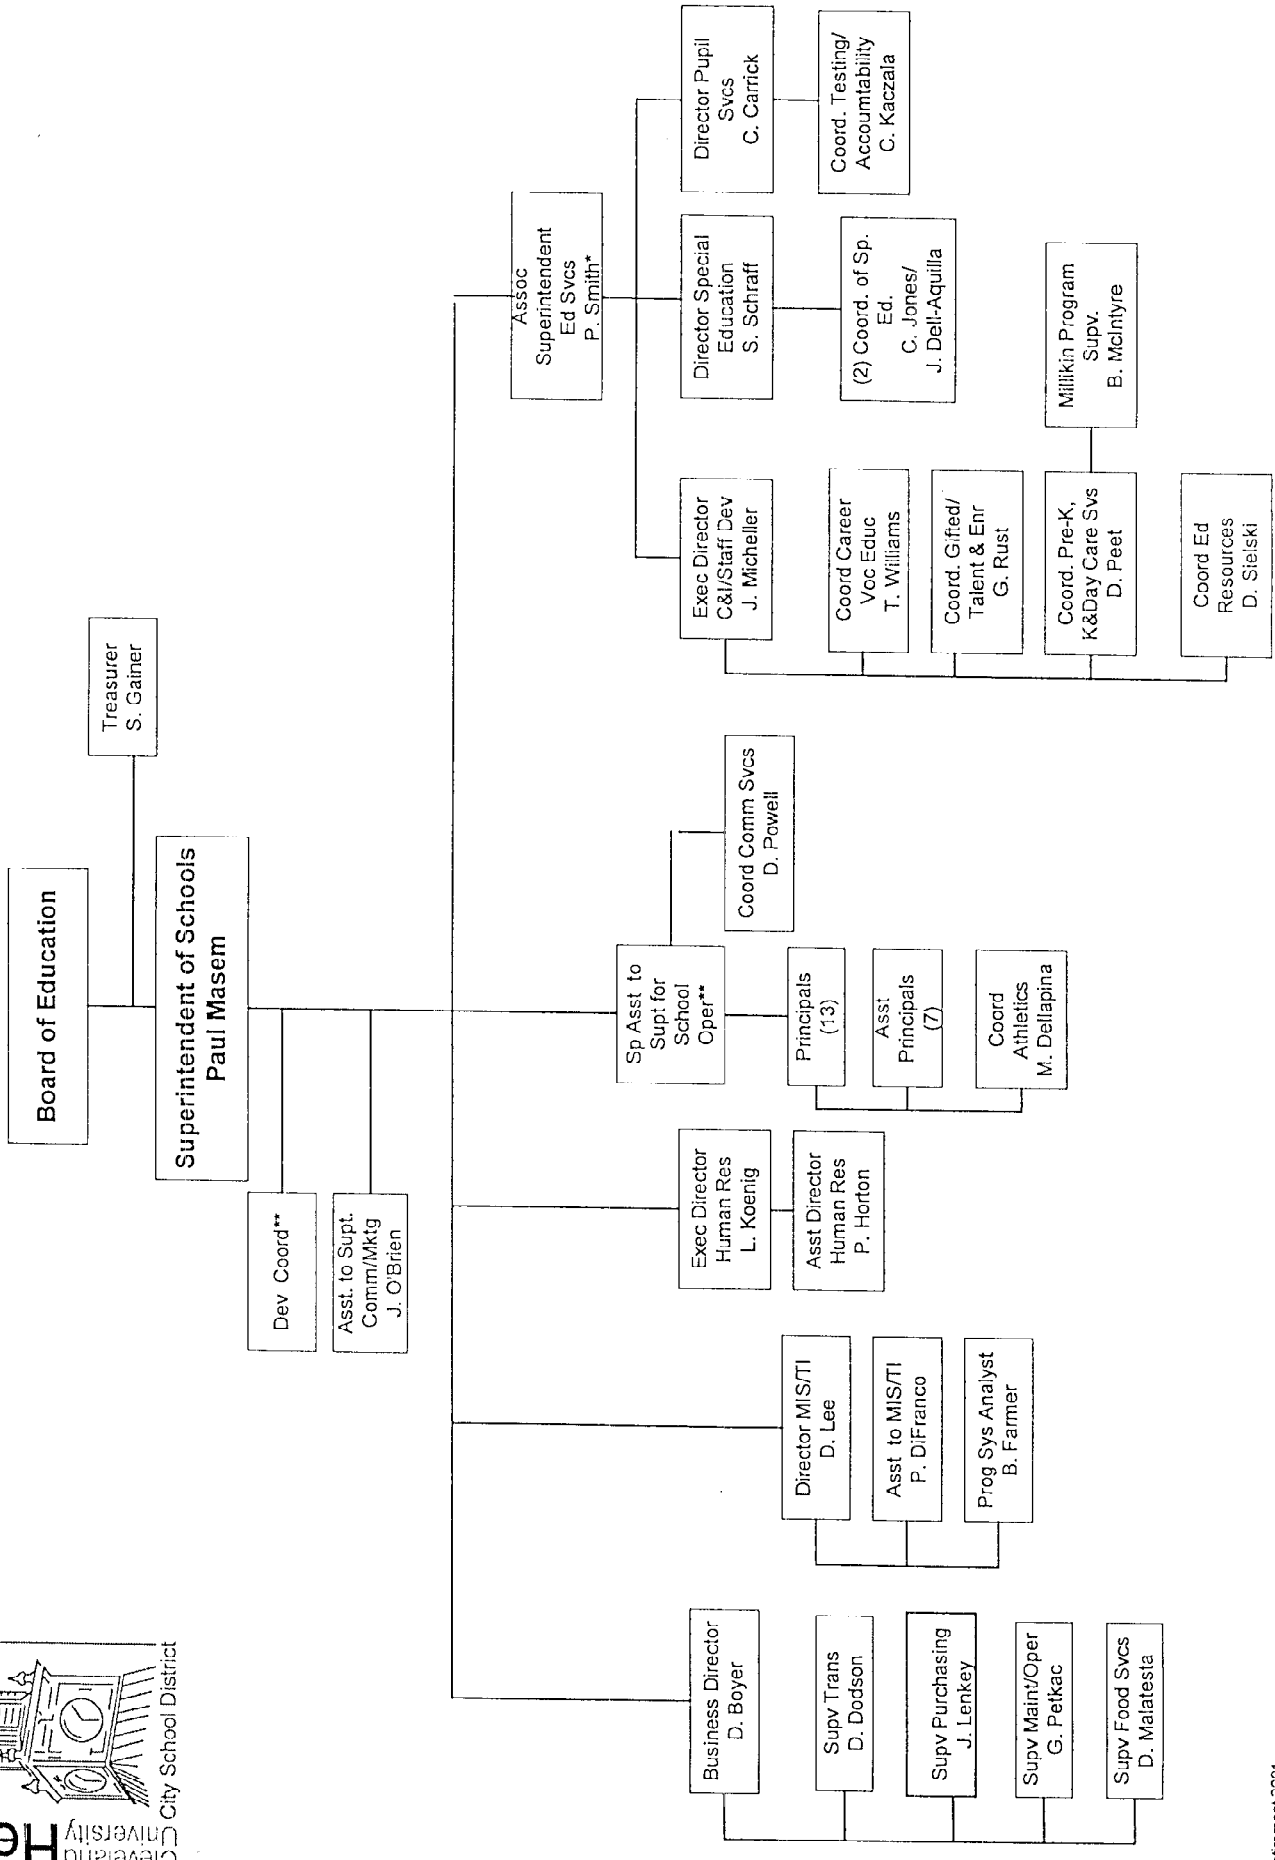 Board of Education
Treasurer
S. Gainer
Superintendent of Schools
Paul Masem
Dev Coord**
Asst. to Supt.
Comm/Mktg
J. O'Brien
Business Director
D. Boyer
Supv Trans
D. Dodson
Supv Purchasing
J. Lenkey
Supv Maint/Oper
G. Petkac
Supv Food Svcs
D. Malatesta
Director MIS/TI
D. Lee
Asst to MIS/TI
P. DiFranco
Prog Sys Analyst
B. Farmer
Exec Director
Human Res
L. Koenig
Asst Director
Human Res
P. Horton
Sp Asst to
Supt for
School
Oper**
Coord Comm Svcs
D. Powell
Principals
(13)
Asst
Principals
(7)
Coord
Athletics
M. Dellapina
Assoc
Superintendent
Ed Svcs
P. Smith*
Exec Director
C&I/Staff Dev
J. Micheller
Coord Career
Voc Educ
T. Williams
Coord. Gifted/
Talent & Enr
G. Rust
Coord. Pre-K,
K&Day Care Svs
D. Peet
Millikin Program
Supv.
B. McIntyre
Coord Ed
Resources
D. Sielski
Director Special
Education
S. Schraff
(2) Coord. of Sp.
Ed.
C. Jones/
J. Dell-Aquilla
Director Pupil
Svcs
C. Carrick
Coord. Testing/
Accountability
C. Kaczala
University
City School District
2001